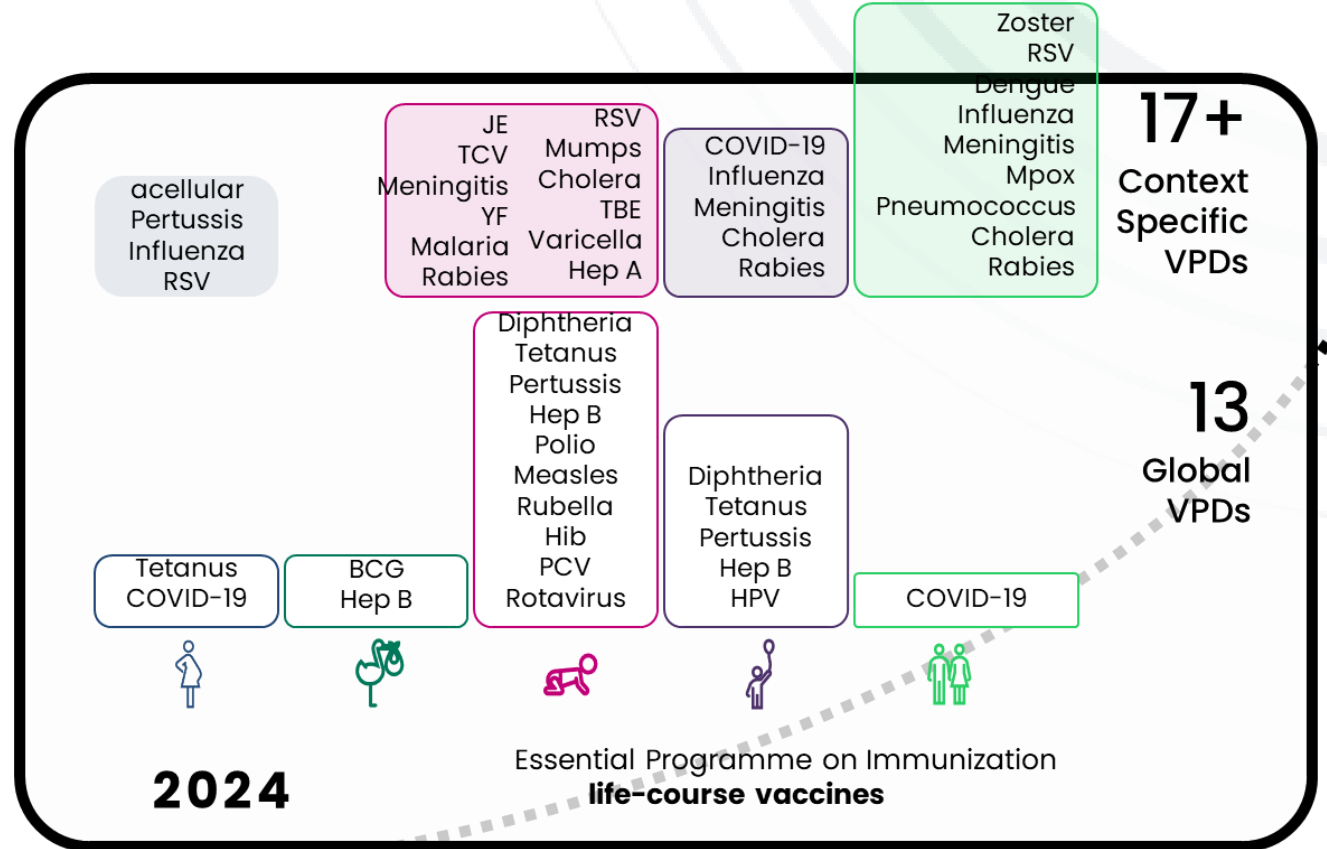 acellular
Pertussis
Influenza
RSV
JE
TCV
Meningitis
YF
Malaria
Rabies
RSV
Mumps
Cholera
TBE
Varicella
Hep A
COVID-19
Influenza
Meningitis
Cholera
Rabies
Zoster
RSV
Dengue
Influenza
Meningitis
Mpox
Pneumococcus
Cholera
Rabies
17+
Context
Specific
VPDs
Tetanus
COVID-19
BCG
Hep B
Diphtheria
Tetanus
Pertussis
Hep B
Polio
Measles
Rubella
Hib
PCV
Rotavirus
Diphtheria
Tetanus
Pertussis
Hep B
HPV
COVID-19
13
Global
VPDs
2024
Essential Programme on Immunization
life-course vaccines